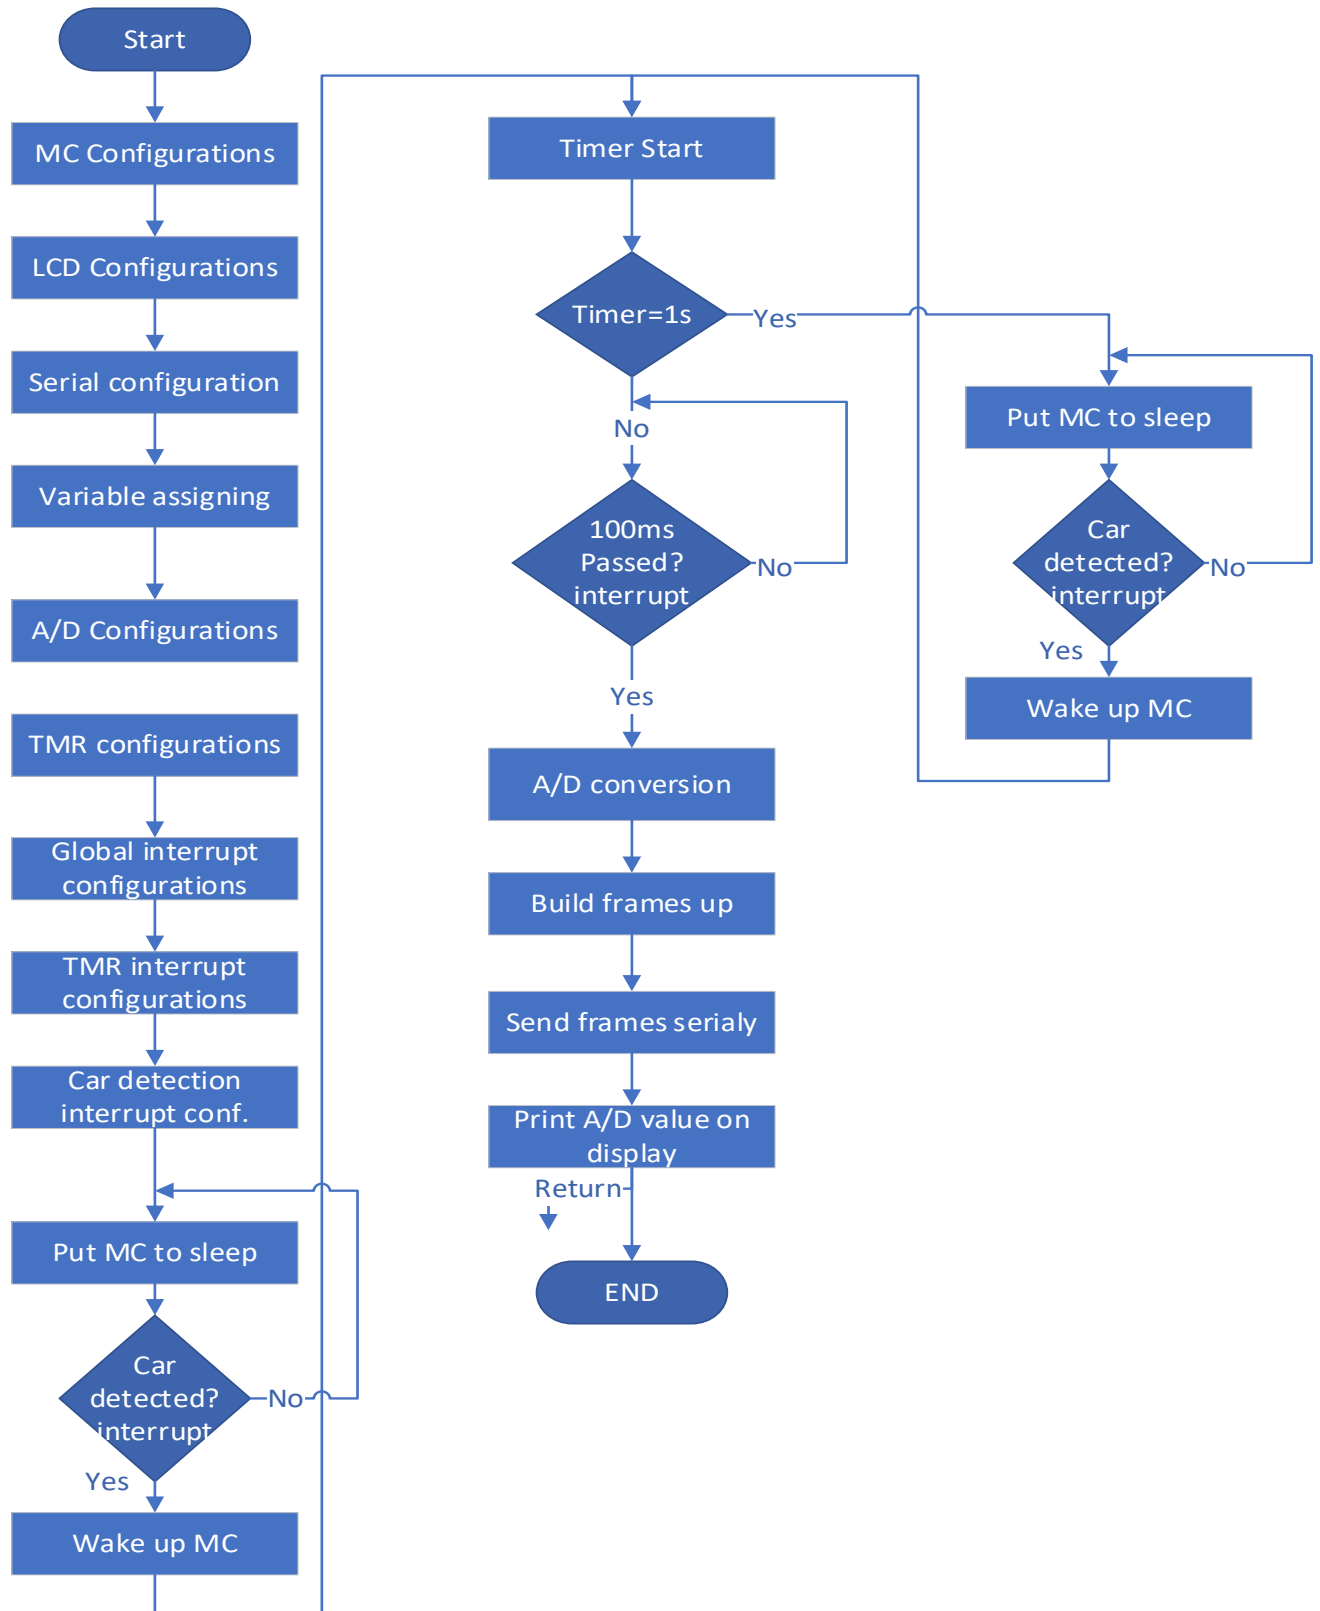 Start
MC Configurations
LCD Configurations
Serial configuration
Variable assigning
A/D Configurations
TMR configurations
Global interrupt
configurations
TMR interrupt
configurations
Car detection
interrupt conf.
Put MC to sleep
Car
detected?
interrupt
No
Yes
Wake up MC
Timer Start
Timer=1s
Yes
No
100ms
Passed?
interrupt
No
Yes
A/D conversion
Build frames up
Send frames serialy
Print A/D value on
display
Return
END
Put MC to sleep
Car
detected?
interrupt
No
Yes
Wake up MC